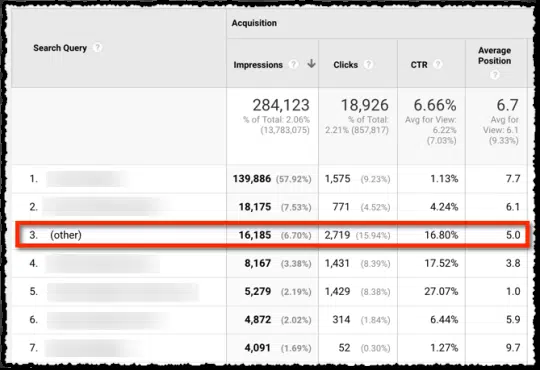 Acquisition
Search Query ?
Impressions ? ↓ Clicks ? CTR ? Average Position ?
284,123 18,926 6.66% 6.7
% of Total: 2.06% (13,783,075) % of Total: 2.21% (857,817) Avg for View: 6.22% (7.03%) Avg for View: 6.1 (9.33%)
1. 139,886 (57.92%) 1,575 (9.23%) 1.13% 7.7
2. 18,175 (7.53%) 771 (4.52%) 4.24% 6.1
3. (other) 16,185 (6.70%) 2,719 (15.94%) 16.80% 5.0
4. 8,167 (3.38%) 1,431 (8.39%) 17.52% 3.8
5. 5,279 (2.19%) 1,429 (8.38%) 27.07% 1.0
6. 4,872 (2.02%) 314 (1.84%) 6.44% 5.9
7. 4,091 (1.69%) 52 (0.30%) 1.27% 9.7